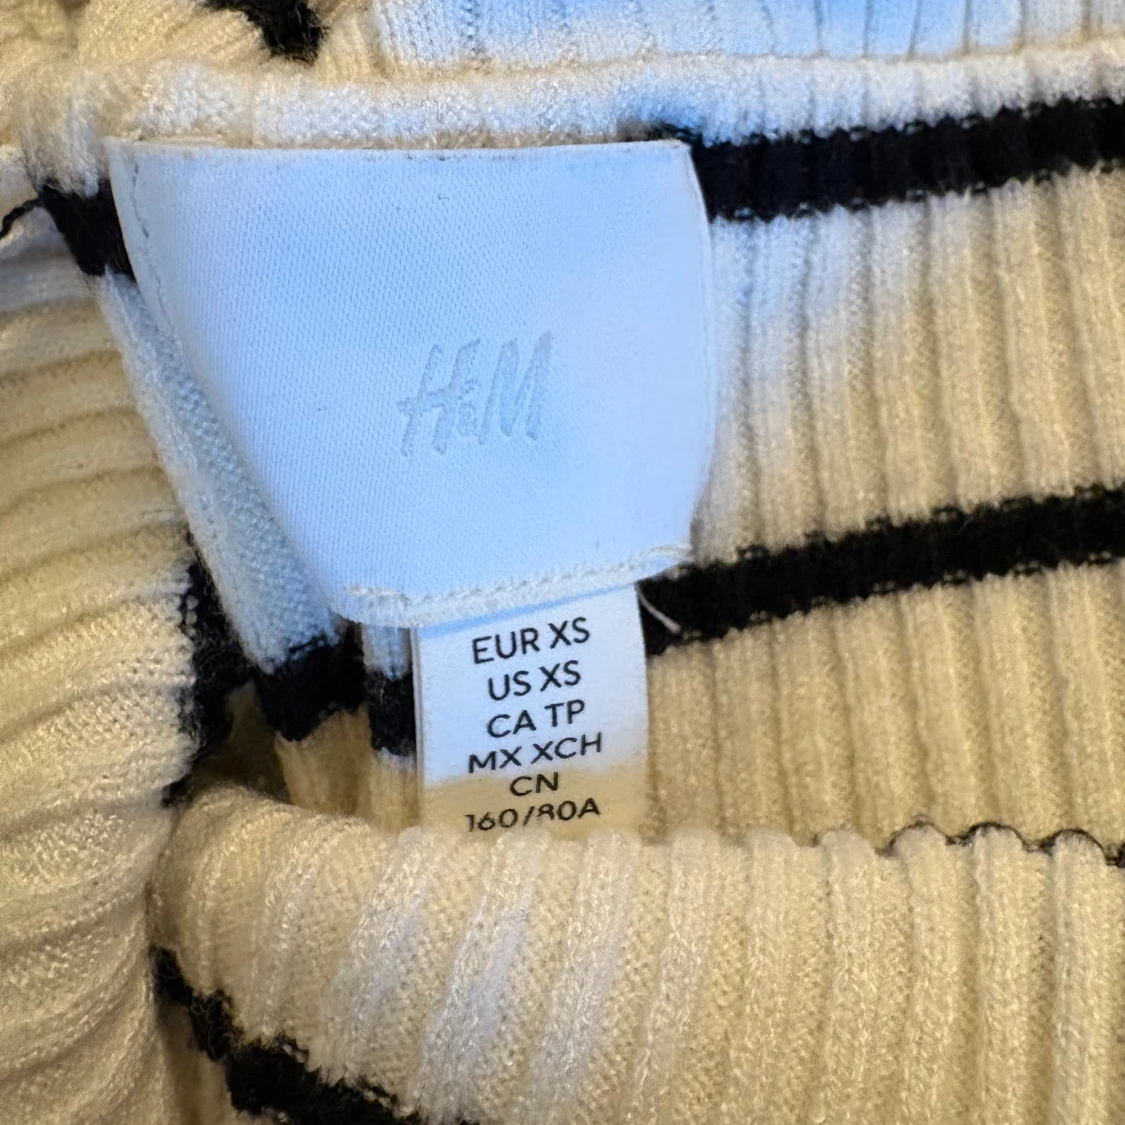 H&M
EUR XS
US XS
CA TP
MX XCH
CN
160/80A